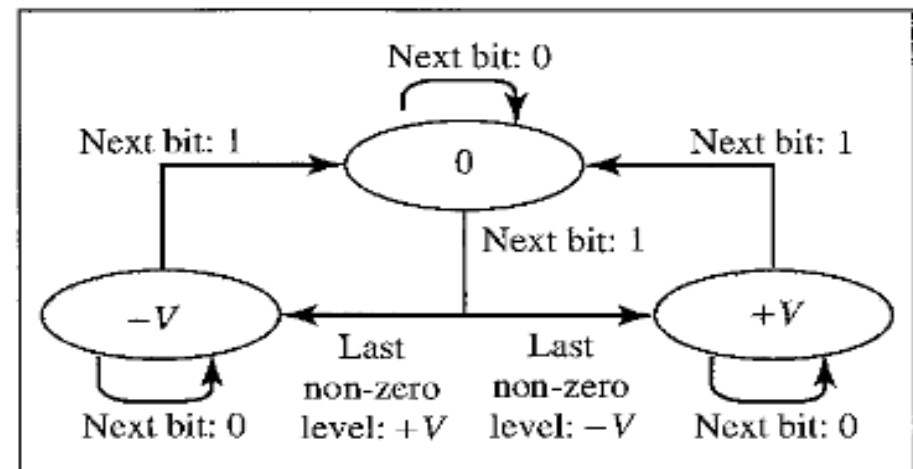 Next bit: 0
Next bit: 1
Next bit: 1
0
Next bit: 1
−V
+V
Last
non-zero
level: +V
Last
non-zero
level: −V
Next bit: 0
Next bit: 0